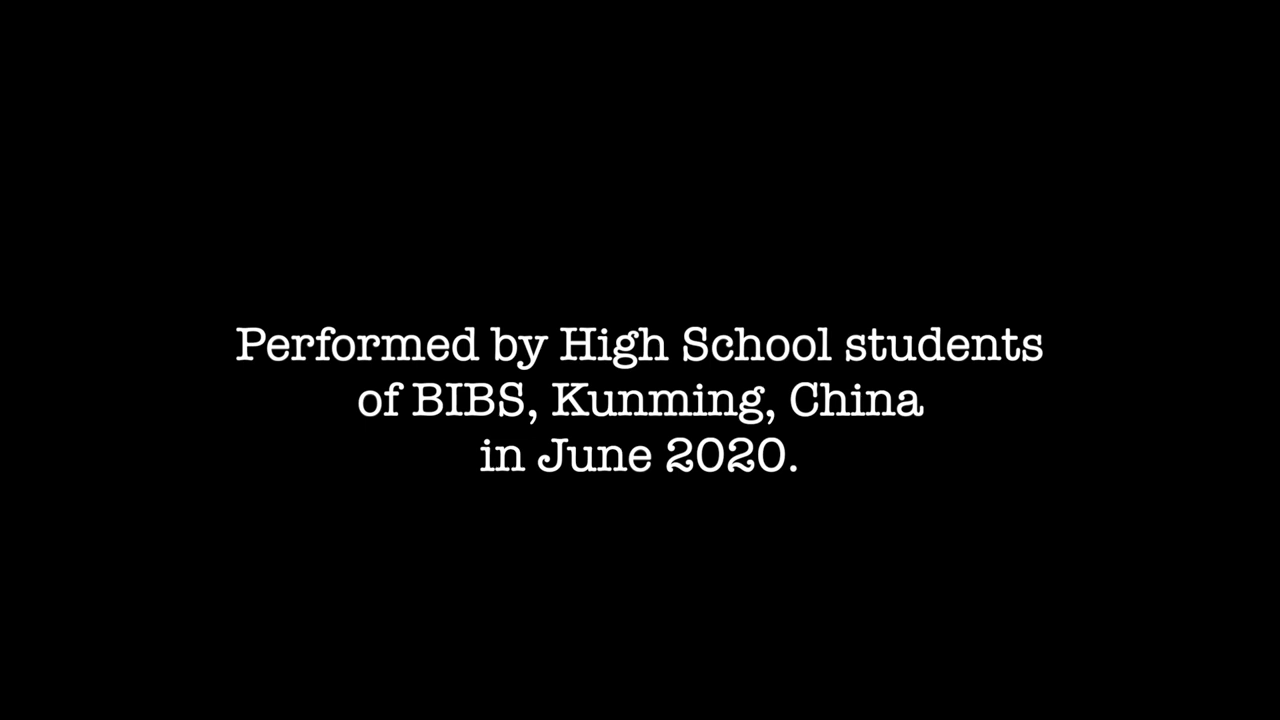 Performed by High School students
of BIBS, Kunming, China
in June 2020.